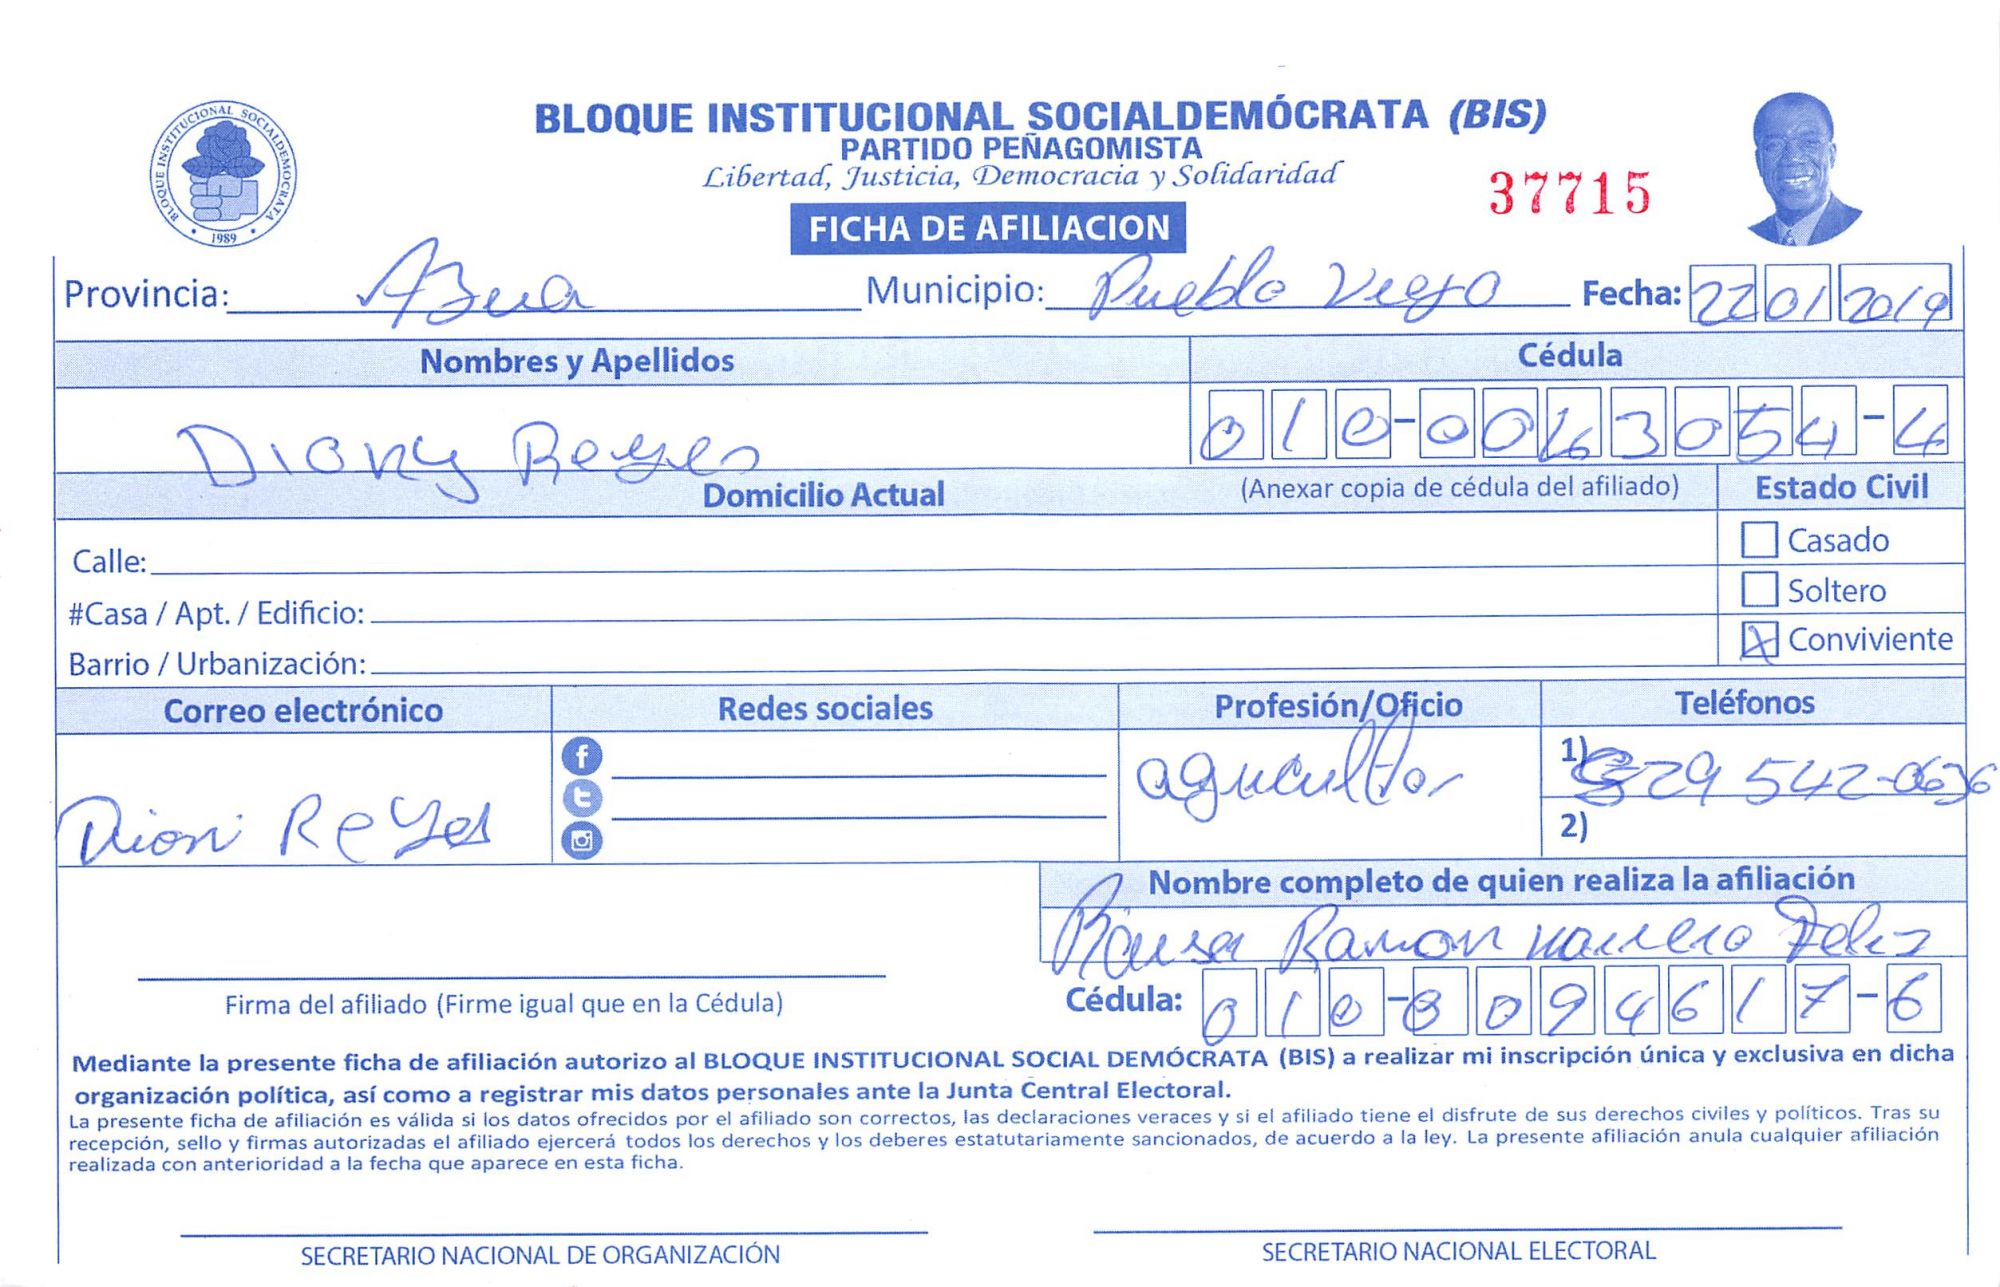 BLOQUE INSTITUCIONAL SOCIALDEMOCRATA
1989
BLOQUE INSTITUCIONAL SOCIALDEMÓCRATA (BIS)
PARTIDO PEÑAGOMISTA
Libertad, Justicia, Democracia y Solidaridad
37715
FICHA DE AFILIACION
Provincia: Azua Municipio: Pueblo Viejo Fecha: 22 01 2019
Nombres y Apellidos Cédula
Diony Reyes 010-0043054-4
Domicilio Actual (Anexar copia de cédula del afiliado) Estado Civil
Calle: Casado
#Casa / Apt. / Edificio: Soltero
Barrio / Urbanización: X Conviviente
Correo electrónico Redes sociales Profesión/Oficio Teléfonos
Dioni Reyes agricultor 1) 829 542-0636
2)
Nombre completo de quien realiza la afiliación
Ramon Feliz
Firma del afiliado (Firme igual que en la Cédula) Cédula: 010-0094617-6
Mediante la presente ficha de afiliación autorizo al BLOQUE INSTITUCIONAL SOCIAL DEMÓCRATA (BIS) a realizar mi inscripción única y exclusiva en dicha
organización política, así como a registrar mis datos personales ante la Junta Central Electoral.
La presente ficha de afiliación es válida si los datos ofrecidos por el afiliado son correctos, las declaraciones veraces y si el afiliado tiene el disfrute de sus derechos civiles y políticos. Tras su
recepción, sello y firmas autorizadas el afiliado ejercerá todos los derechos y los deberes estatutariamente sancionados, de acuerdo a la ley. La presente afiliación anula cualquier afiliación
realizada con anterioridad a la fecha que aparece en esta ficha.
SECRETARIO NACIONAL DE ORGANIZACIÓN SECRETARIO NACIONAL ELECTORAL